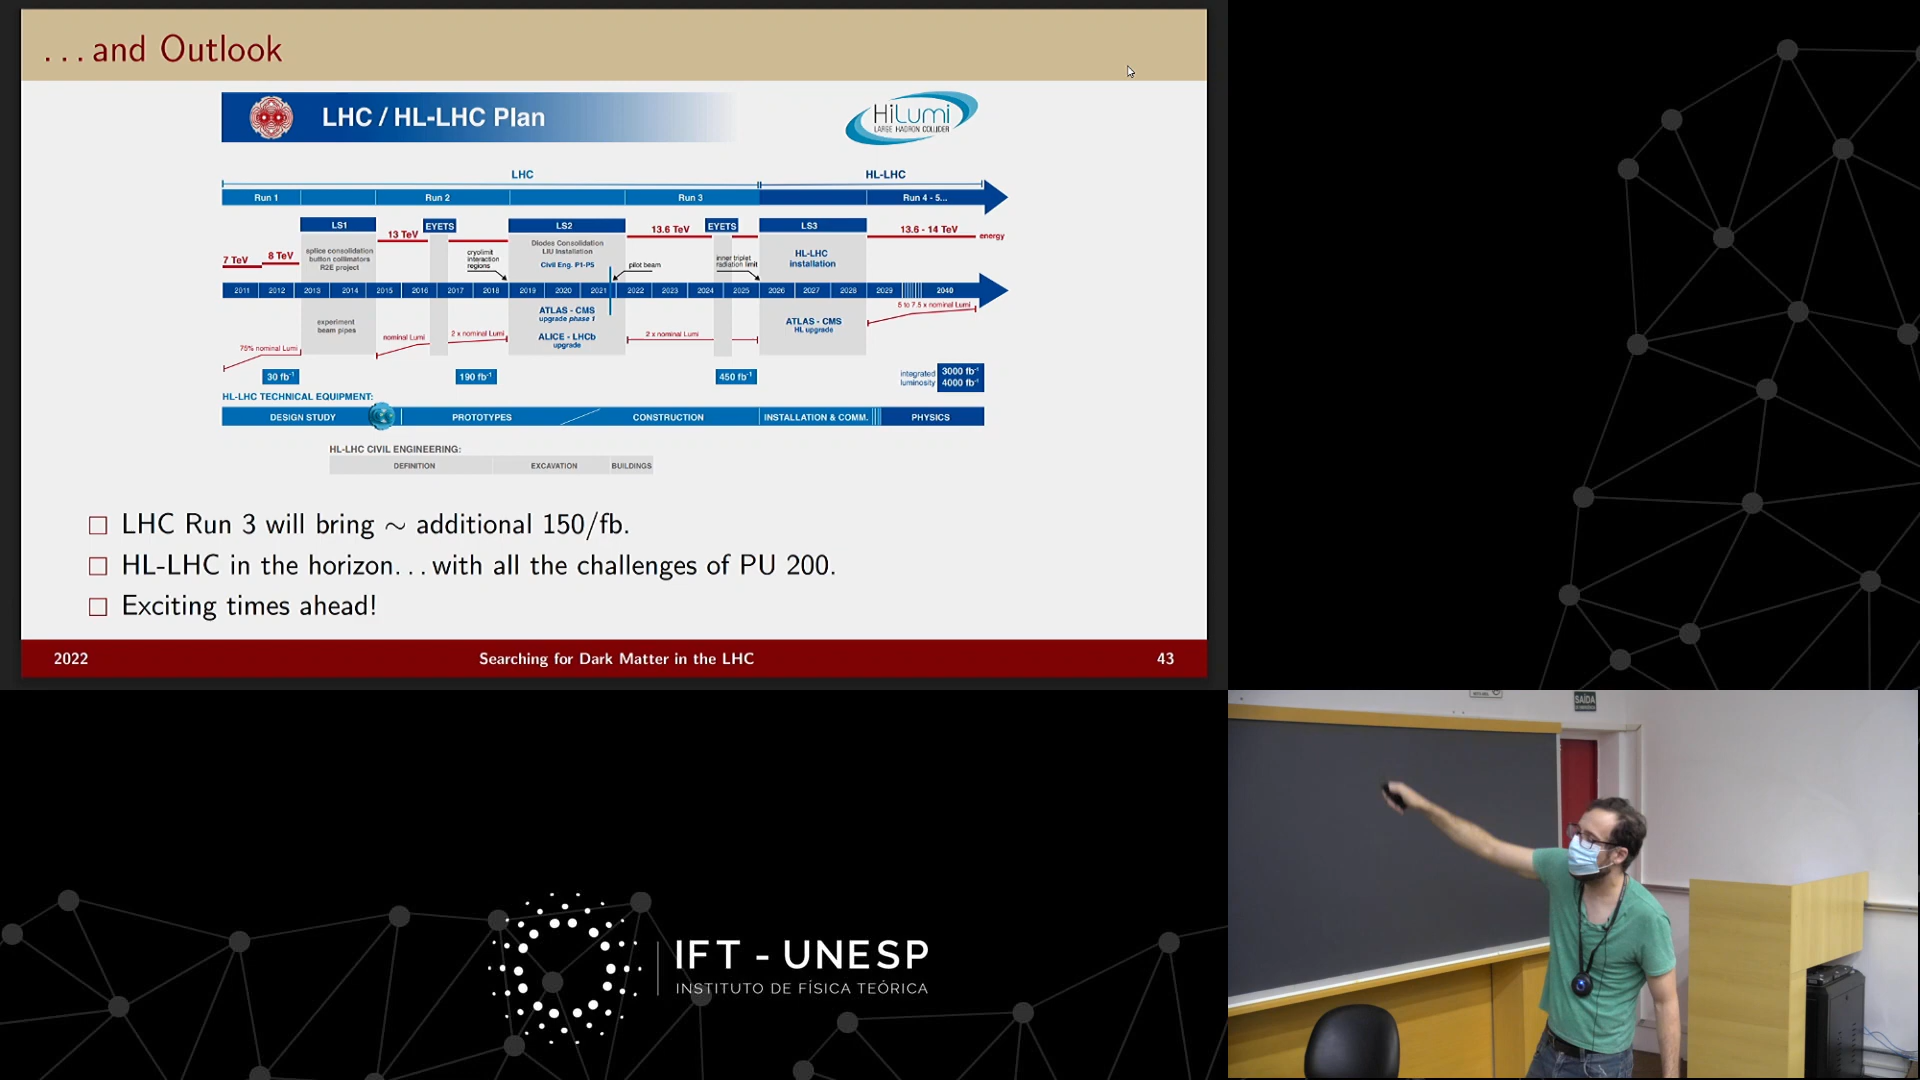 . . . and Outlook
LHC / HL-LHC Plan
HiLumi
LARGE HADRON COLLIDER
LHC
HL-LHC
Run 1
Run 2
Run 3
Run 4 - 5...
LS1
EYETS
LS2
EYETS
LS3
7 TeV
8 TeV
13 TeV
13.6 TeV
13.6 - 14 TeV
energy
splice consolidation
button collimators
R2E project
cryolimit
interaction
regions
Diodes Consolidation
LIU Installation
Civil Eng. P1-P5
pilot beam
inner triplet
radiation limit
HL-LHC
installation
2011 2012 2013 2014 2015 2016 2017 2018 2019 2020 2021 2022 2023 2024 2025 2026 2027 2028 2029 2040
experiment
beam pipes
75% nominal Lumi
nominal Lumi
2 x nominal Lumi
ATLAS - CMS
upgrade phase 1
ALICE - LHCb
upgrade
2 x nominal Lumi
ATLAS - CMS
HL upgrade
5 to 7.5 x nominal Lumi
30 fb⁻¹
190 fb⁻¹
450 fb⁻¹
integrated
luminosity
3000 fb⁻¹
4000 fb⁻¹
HL-LHC TECHNICAL EQUIPMENT:
DESIGN STUDY
PROTOTYPES
CONSTRUCTION
INSTALLATION & COMM.
PHYSICS
HL-LHC CIVIL ENGINEERING:
DEFINITION
EXCAVATION
BUILDINGS
LHC Run 3 will bring ∼ additional 150/fb.
HL-LHC in the horizon. . . with all the challenges of PU 200.
Exciting times ahead!
2022
Searching for Dark Matter in the LHC
43
SAÍDA
IFT - UNESP
INSTITUTO DE FÍSICA TEÓRICA